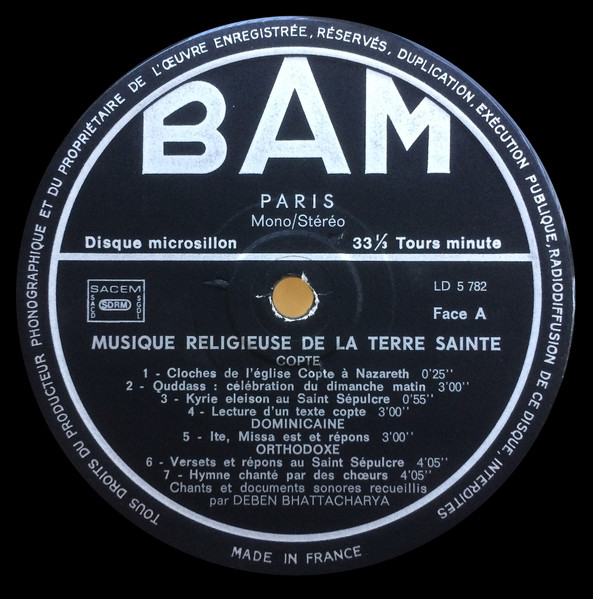 TOUS DROITS DU PRODUCTEUR PHONOGRAPHIQUE ET DU PROPRIÉTAIRE DE L'ŒUVRE ENREGISTRÉE, RÉSERVÉS, DUPLICATION, EXÉCUTION PUBLIQUE, RADIODIFFUSION DE CE DISQUE, INTERDITES
BAM
PARIS
Mono/Stéréo
Disque microsillon 33⅓ Tours minute
SACEM
SACD SDRM SGDL
LD 5 782
Face A
MUSIQUE RELIGIEUSE DE LA TERRE SAINTE
COPTE
1 - Cloches de l'église Copte à Nazareth 0'25"
2 - Quddass : célébration du dimanche matin 3'00"
3 - Kyrie eleison au Saint Sépulcre 0'55"
4 - Lecture d'un texte copte 3'00"
DOMINICAINE
5 - Ite, Missa est et répons 3'00"
ORTHODOXE
6 - Versets et répons au Saint Sépulcre 4'05"
7 - Hymne chanté par des chœurs 4'05"
Chants et documents sonores recueillis
par DEBEN BHATTACHARYA
MADE IN FRANCE